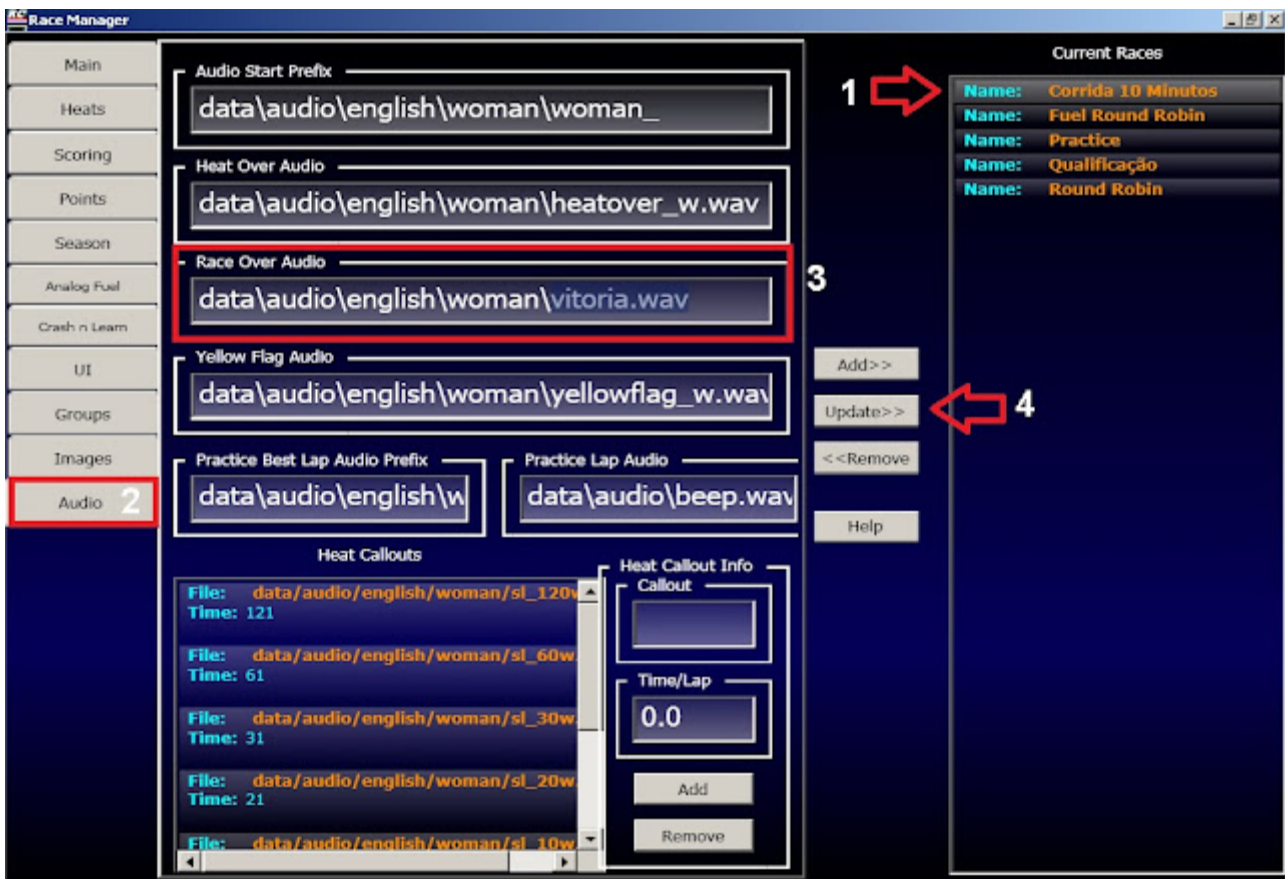 Race Manager
Main
Heats
Scoring
Points
Season
Analog Fuel
Crash n Learn
UI
Groups
Images
Audio 2
Audio Start Prefix
data\audio\english\woman\woman_
Heat Over Audio
data\audio\english\woman\heatover_w.wav
Race Over Audio
data\audio\english\woman\vitoria.wav
3
Yellow Flag Audio
data\audio\english\woman\yellowflag_w.wav
Practice Best Lap Audio Prefix
data\audio\english\w
Practice Lap Audio
data\audio\beep.wav
Heat Callouts
File: data/audio/english/woman/sl_120w
Time: 121
File: data/audio/english/woman/sl_60w.
Time: 61
File: data/audio/english/woman/sl_30w.
Time: 31
File: data/audio/english/woman/sl_20w.
Time: 21
File: data/audio/english/woman/sl_10w.
Heat Callout Info
Callout
Time/Lap
0.0
Add
Remove
Add>>
Update>>
4
<<Remove
Help
Current Races
1
Name: Corrida 10 Minutos
Name: Fuel Round Robin
Name: Practice
Name: Qualificação
Name: Round Robin